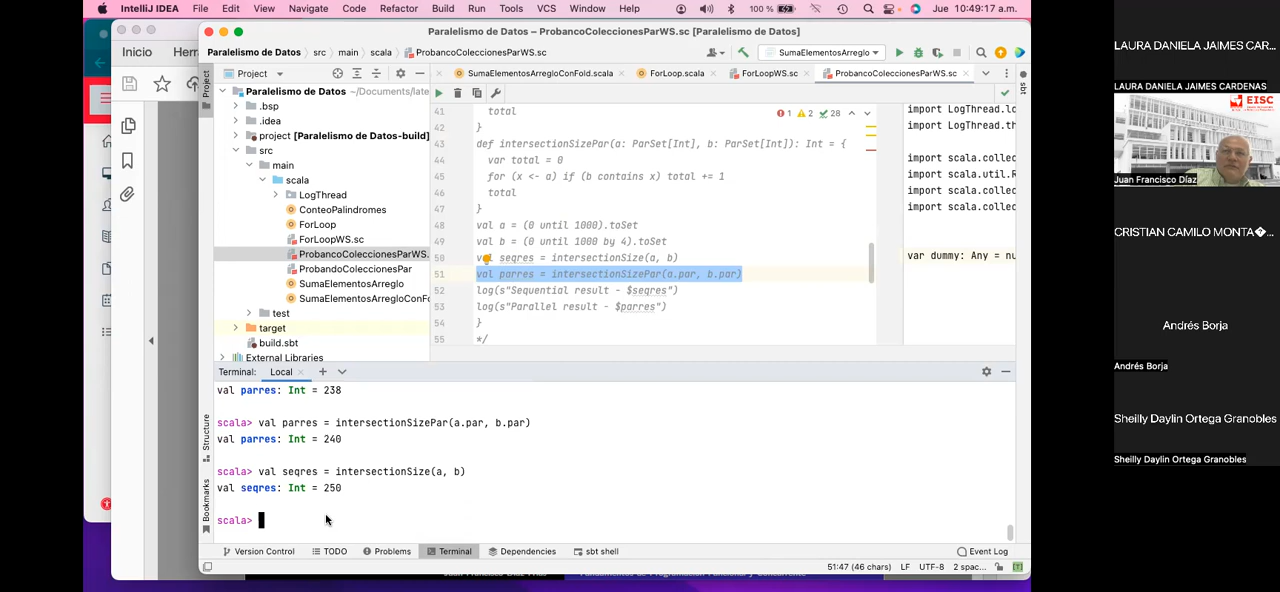 IntelliJ IDEA File Edit View Navigate Code Refactor Build Run Tools VCS Window Help 100 % Jue 10:49:17 a.m.
Paralelismo de Datos – ProbancoColeccionesParWS.sc [Paralelismo de Datos]
Inicio Her
Paralelismo de Datos src main scala ProbancoColeccionesParWS.sc SumaElementosArreglo
Project SumaElementosArregloConFold.scala ForLoop.scala ForLoopWS.sc ProbancoColeccionesParWS.sc
Paralelismo de Datos ~/Documents/late
.bsp
.idea
project [Paralelismo de Datos-build]
src
main
scala
LogThread
ConteoPalindromes
ForLoop
ForLoopWS.sc
ProbancoColeccionesParWS.
ProbandoColeccionesPar
SumaElementosArreglo
SumaElementosArregloConFo
test
target
build.sbt
External Libraries
1 2 28
41 total
42 }
43 def intersectionSizePar(a: ParSet[Int], b: ParSet[Int]): Int = {
44 var total = 0
45 for (x <- a) if (b contains x) total += 1
46 total
47 }
48 val a = (0 until 1000).toSet
49 val b = (0 until 1000 by 4).toSet
50 val seqres = intersectionSize(a, b)
51 val parres = intersectionSizePar(a.par, b.par)
52 log(s"Sequential result - $seqres")
53 log(s"Parallel result - $parres")
54 }
55 */
import LogThread.lo
import LogThread.th
import scala.collec
import scala.util.R
import scala.collec
import scala.collec
var dummy: Any = nu
sbt
Structure
Bookmarks
Terminal: Local
val parres: Int = 238
scala> val parres = intersectionSizePar(a.par, b.par)
val parres: Int = 240
scala> val seqres = intersectionSize(a, b)
val seqres: Int = 250
scala>
Version Control TODO Problems Terminal Dependencies sbt shell Event Log
51:47 (46 chars) LF UTF-8 2 spac...
LAURA DANIELA JAIMES CAR...
LAURA DANIELA JAIMES CARDENAS
EISC
Juan Francisco Díaz
CRISTIAN CAMILO MONTA�...
Andrés Borja
Andrés Borja
Sheilly Daylin Ortega Granobles
Sheilly Daylin Ortega Granobles